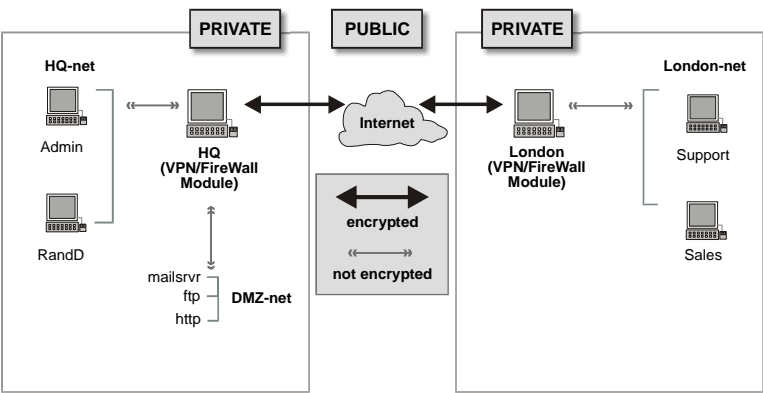 PRIVATE
PUBLIC
PRIVATE
HQ-net
Admin
RandD
HQ
(VPN/FireWall
Module)
mailsrvr
ftp
http
DMZ-net
Internet
encrypted
not encrypted
London
(VPN/FireWall
Module)
London-net
Support
Sales